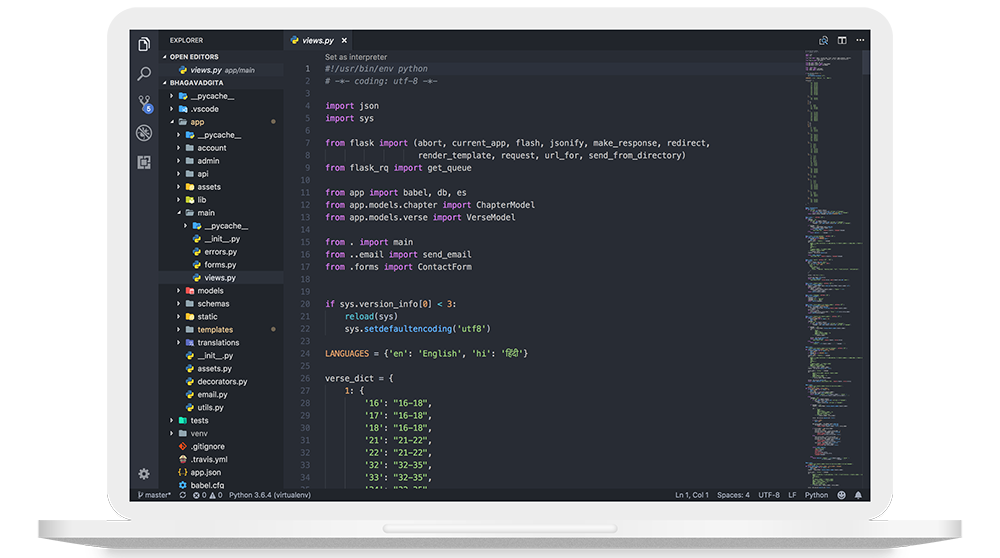 EXPLORER
OPEN EDITORS
views.py app/main
BHAGAVADGITA
__pycache__
.vscode
app
__pycache__
account
admin
api
assets
lib
main
__pycache__
__init__.py
errors.py
forms.py
views.py
models
schemas
static
templates
translations
__init__.py
assets.py
decorators.py
email.py
utils.py
tests
venv
.gitignore
.travis.yml
app.json
babel.cfg
5
views.py
Set as interpreter
1 #!/usr/bin/env python
2 # -*- coding: utf-8 -*-
3
4 import json
5 import sys
6
7 from flask import (abort, current_app, flash, jsonify, make_response, redirect,
8 render_template, request, url_for, send_from_directory)
9 from flask_rq import get_queue
10
11 from app import babel, db, es
12 from app.models.chapter import ChapterModel
13 from app.models.verse import VerseModel
14
15 from . import main
16 from ..email import send_email
17 from .forms import ContactForm
18
19
20 if sys.version_info[0] < 3:
21 reload(sys)
22 sys.setdefaultencoding('utf8')
23
24 LANGUAGES = {'en': 'English', 'hi': 'हिंदी'}
25
26 verse_dict = {
27 1: {
28 '16': "16-18",
29 '17': "16-18",
30 '18': "16-18",
31 '21': "21-22",
32 '22': "21-22",
33 '32': "32-35",
34 '33': "32-35",
master* 0 0 Python 3.6.4 (virtualenv) Ln 1, Col 1 Spaces: 4 UTF-8 LF Python